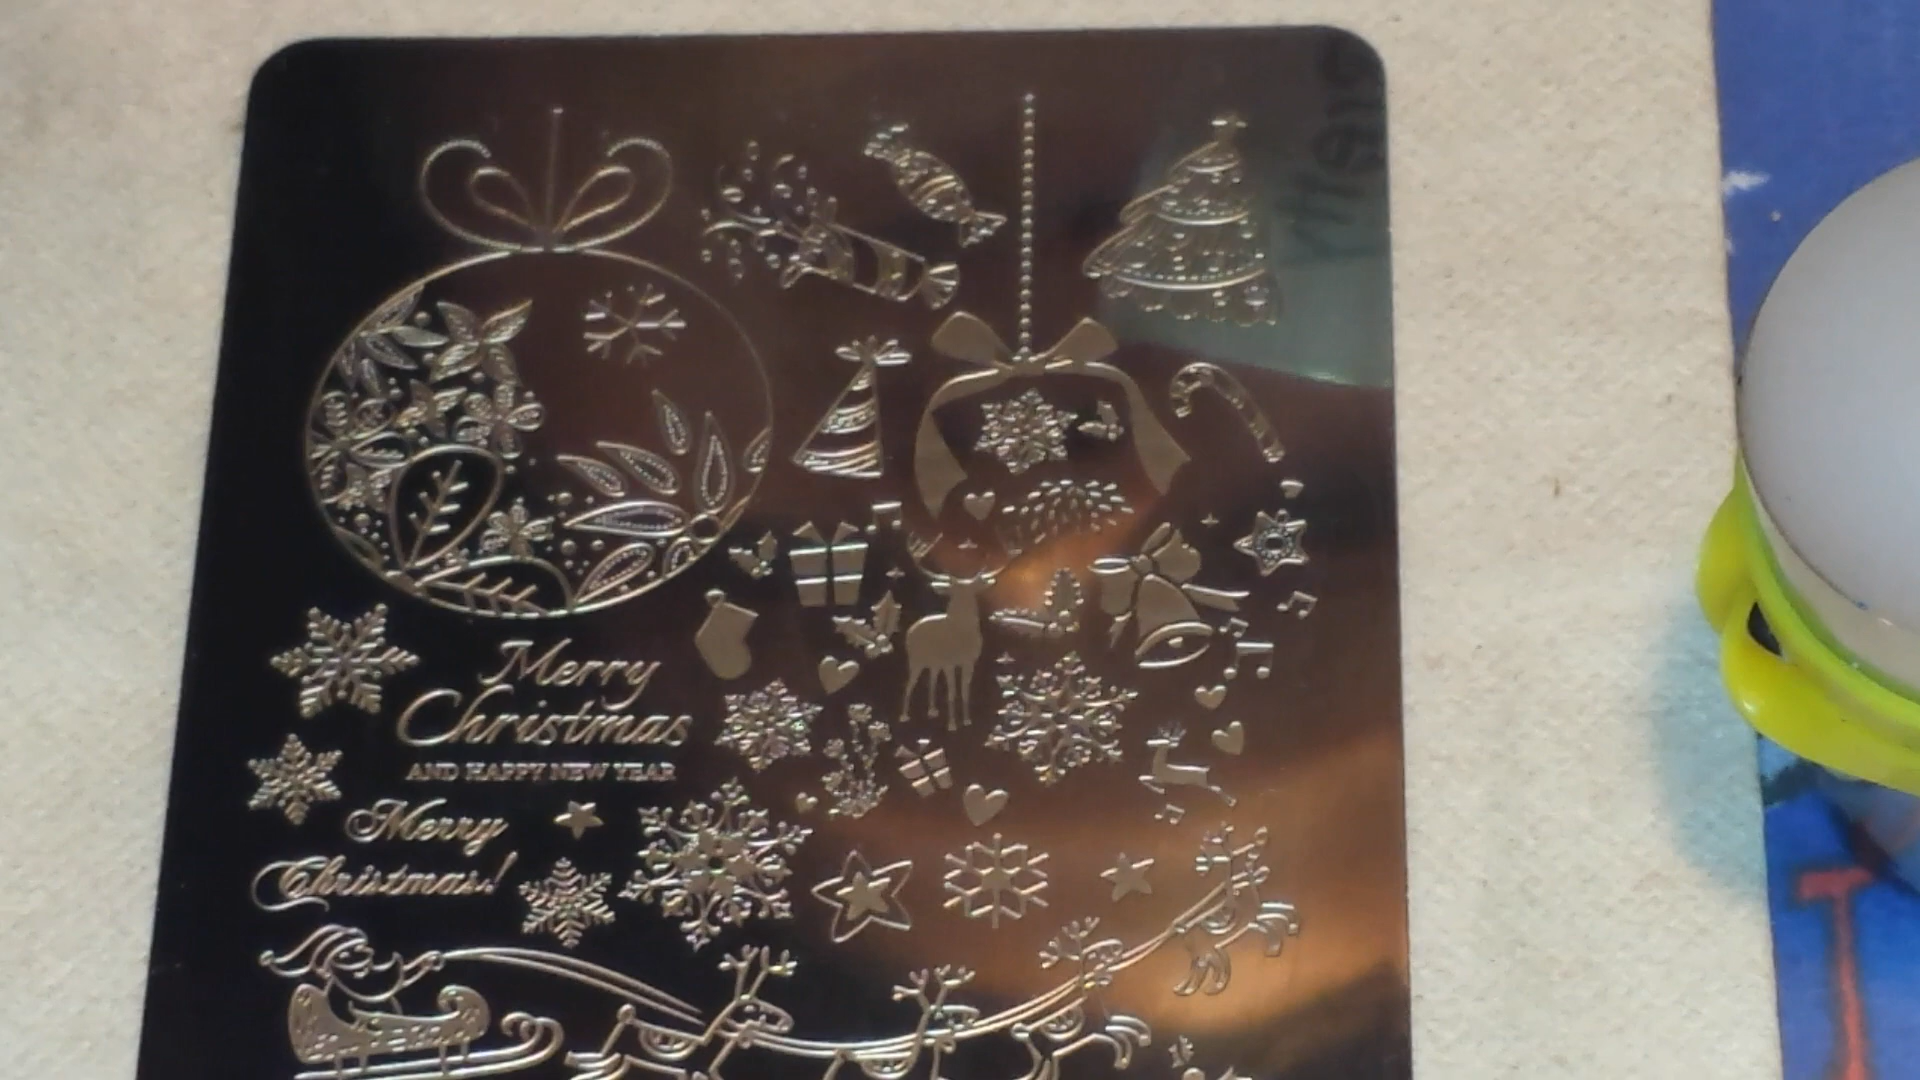 Merry
Christmas
AND HAPPY NEW YEAR
Merry
Christmas!